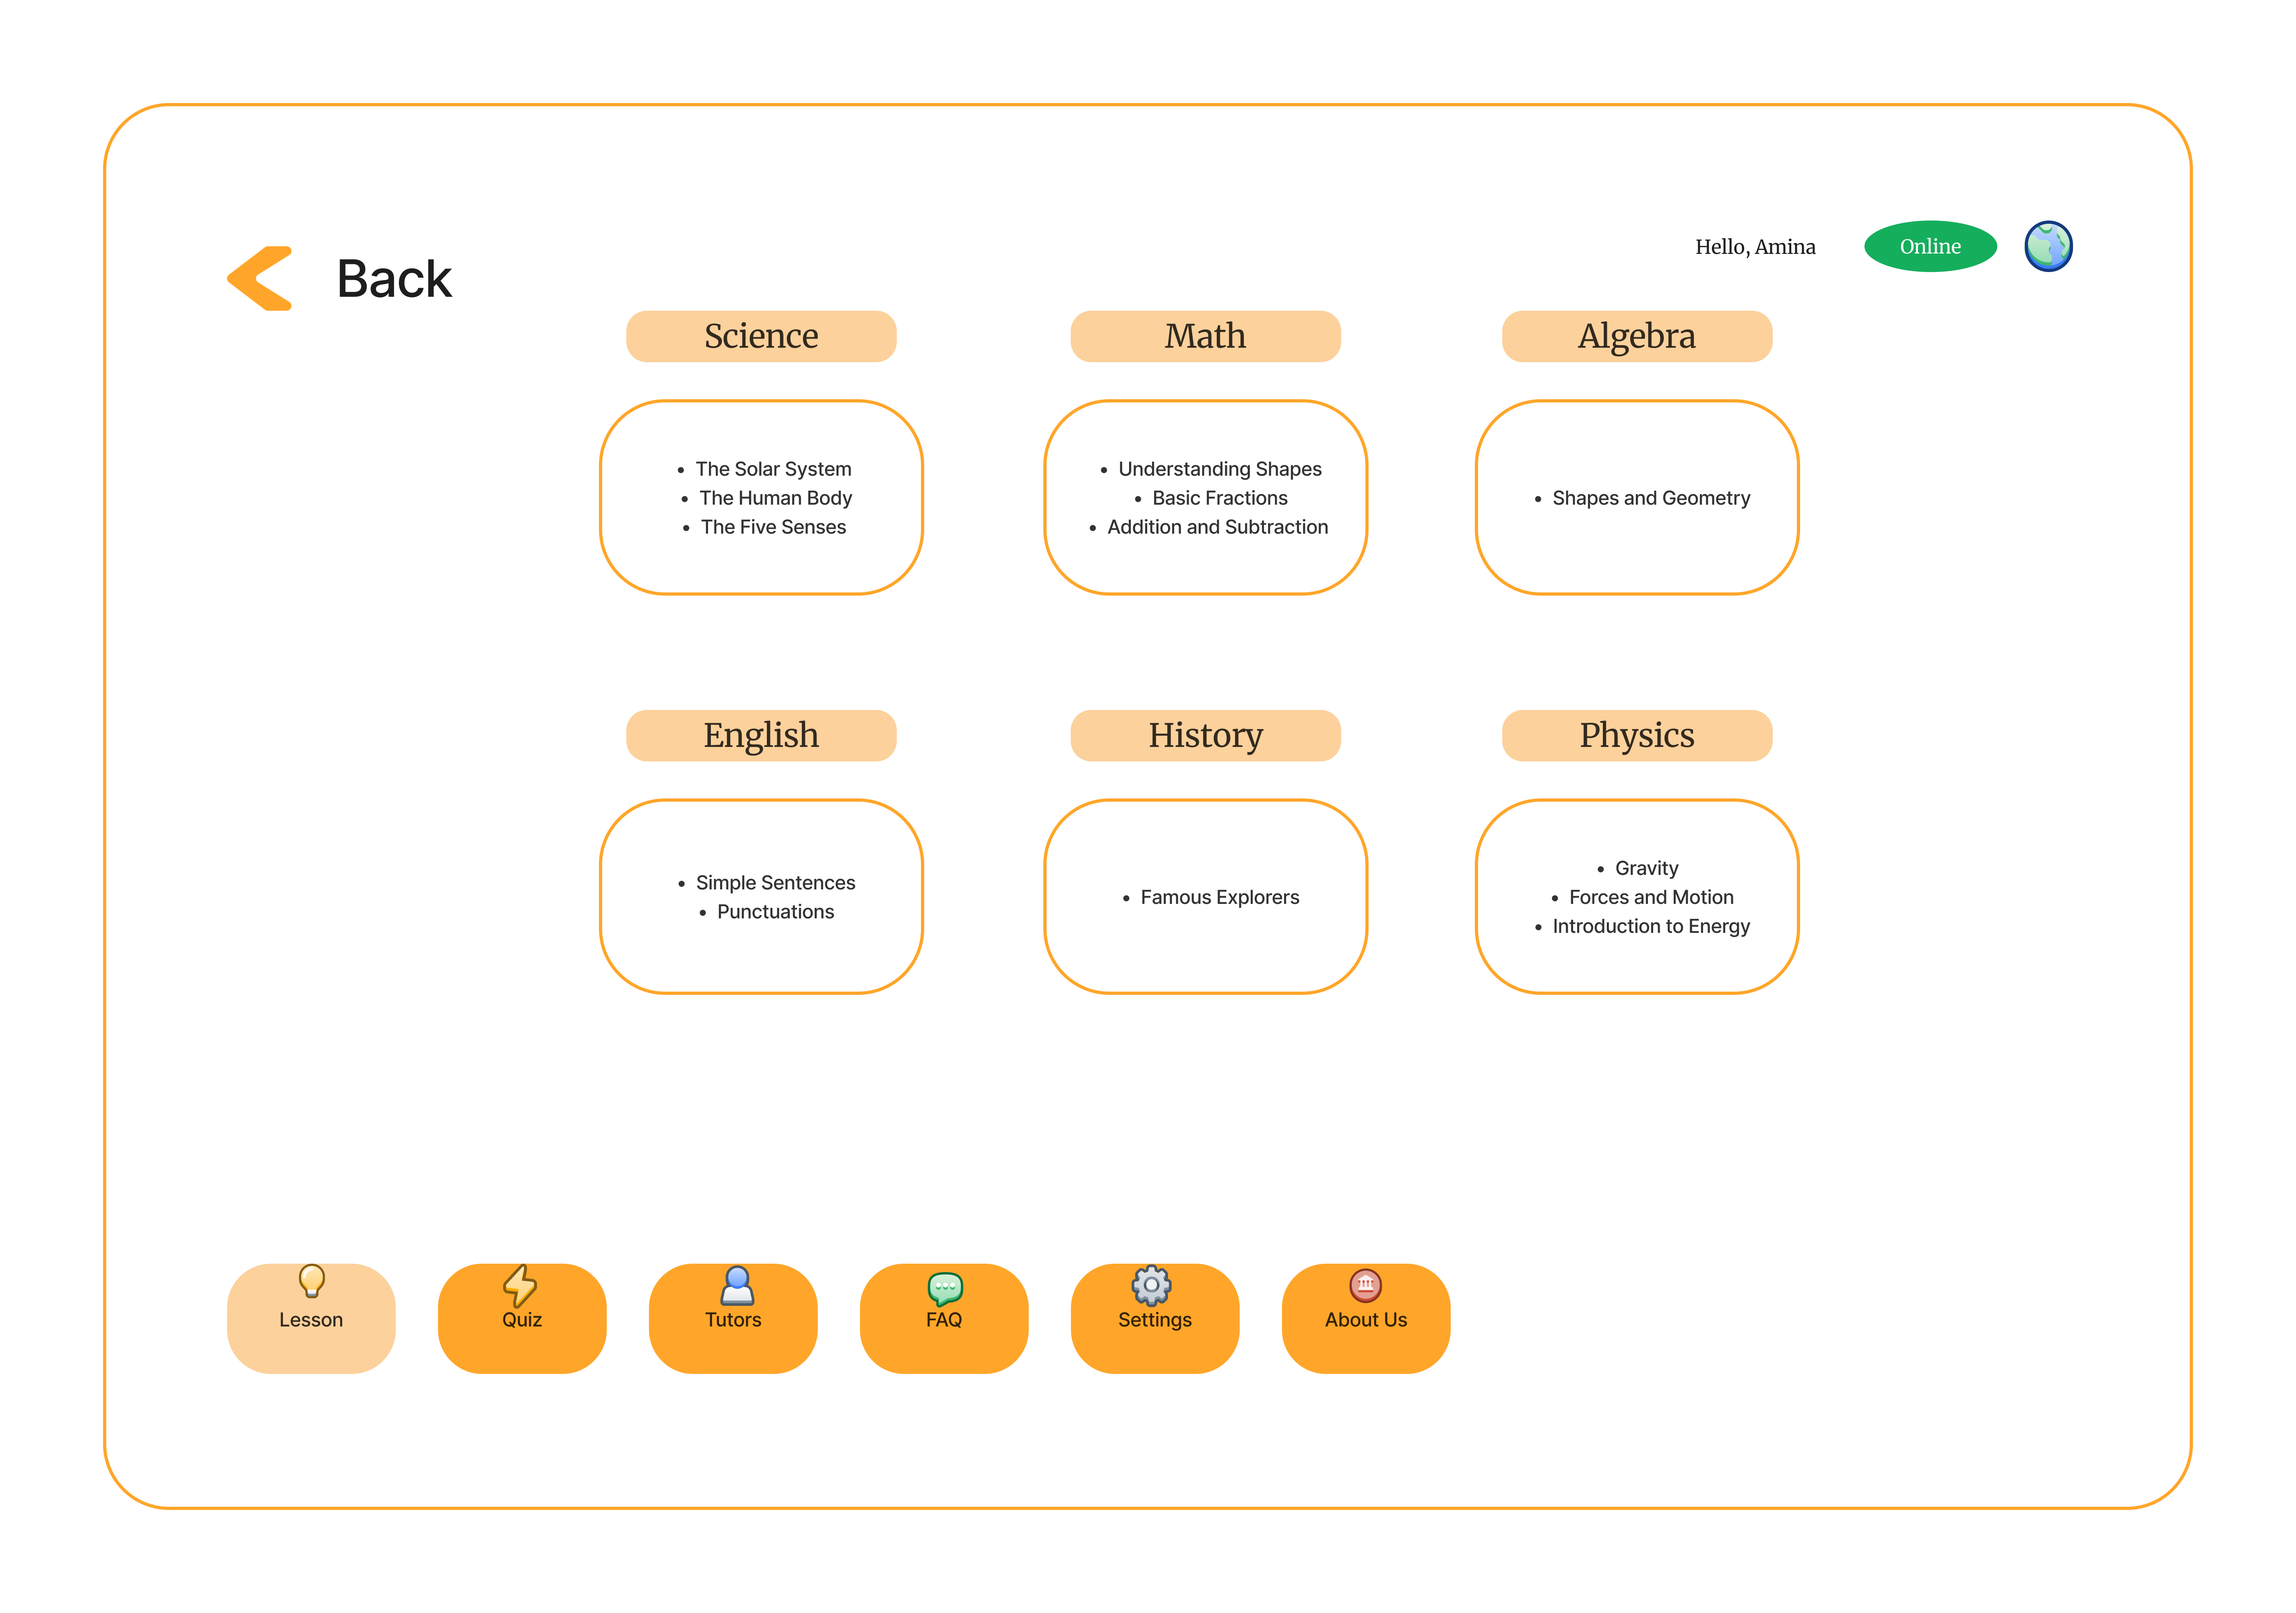 Hello, Amina
Online
Back
Science
Math
Algebra
• The Solar System
• The Human Body
• The Five Senses
• Understanding Shapes
• Basic Fractions
• Addition and Subtraction
• Shapes and Geometry
English
History
Physics
• Simple Sentences
• Punctuations
• Famous Explorers
• Gravity
• Forces and Motion
• Introduction to Energy
Lesson
Quiz
Tutors
FAQ
Settings
About Us